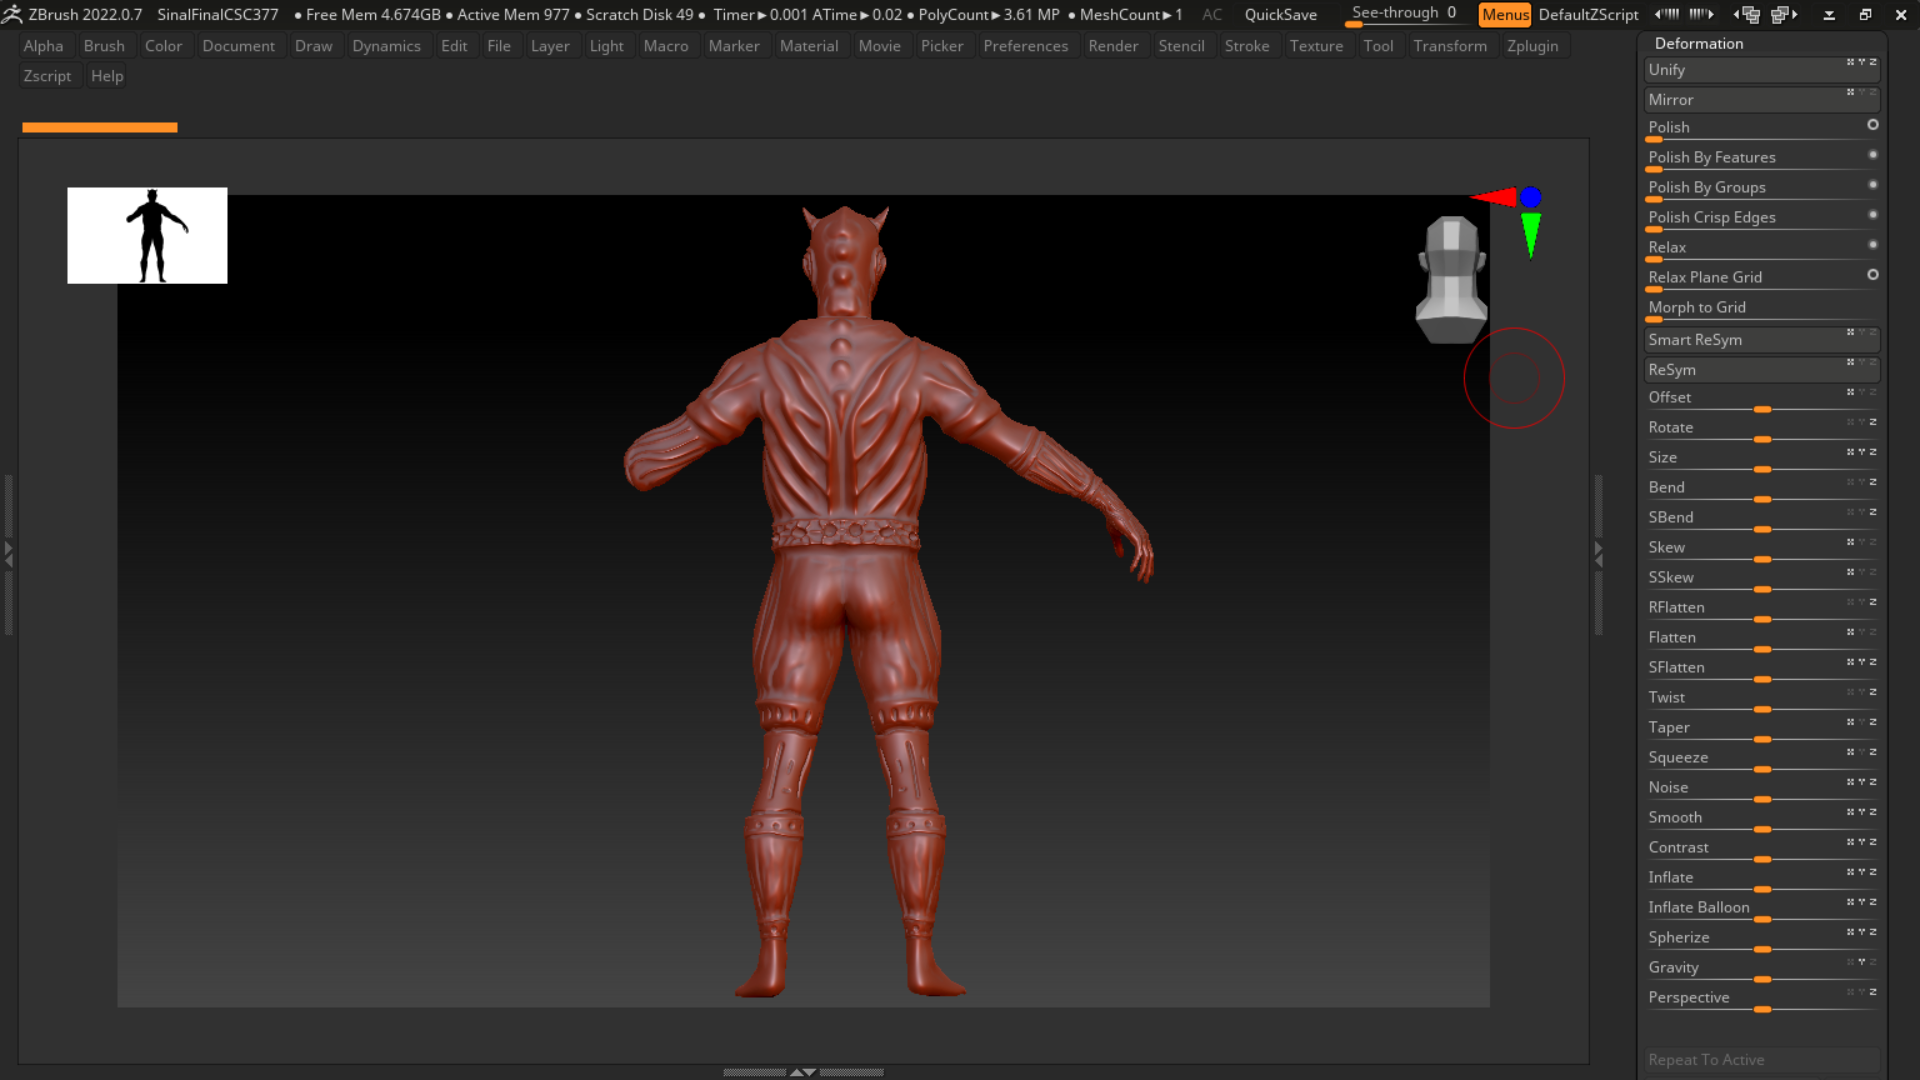 ZBrush 2022.0.7 SinalFinalCSC377 ● Free Mem 4.674GB ● Active Mem 977 ● Scratch Disk 49 ● Timer▶0.001 ATime▶0.02 ● PolyCount▶3.61 MP ● MeshCount▶1 AC QuickSave See-through 0 Menus DefaultZScript
Alpha Brush Color Document Draw Dynamics Edit File Layer Light Macro Marker Material Movie Picker Preferences Render Stencil Stroke Texture Tool Transform Zplugin
Zscript Help
Deformation
Unify X Y Z
Mirror X Y Z
Polish
Polish By Features
Polish By Groups
Polish Crisp Edges
Relax
Relax Plane Grid
Morph to Grid
Smart ReSym X Y Z
ReSym X Y Z
Offset X Y Z
Rotate X Y Z
Size X Y Z
Bend X Y Z
SBend X Y Z
Skew X Y Z
SSkew X Y Z
RFlatten X Y Z
Flatten X Y Z
SFlatten X Y Z
Twist X Y Z
Taper X Y Z
Squeeze X Y Z
Noise X Y Z
Smooth X Y Z
Contrast X Y Z
Inflate X Y Z
Inflate Balloon X Y Z
Spherize X Y Z
Gravity X Y Z
Perspective X Y Z
Repeat To Active